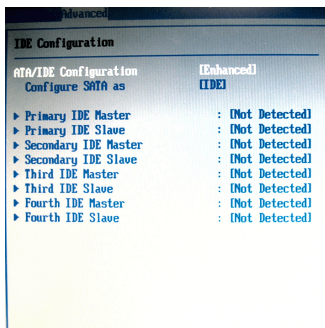 Advanced
IDE Configuration
ATA/IDE Configuration [Enhanced]
Configure SATA as [IDE]
Primary IDE Master : [Not Detected]
Primary IDE Slave : [Not Detected]
Secondary IDE Master : [Not Detected]
Secondary IDE Slave : [Not Detected]
Third IDE Master : [Not Detected]
Third IDE Slave : [Not Detected]
Fourth IDE Master : [Not Detected]
Fourth IDE Slave : [Not Detected]